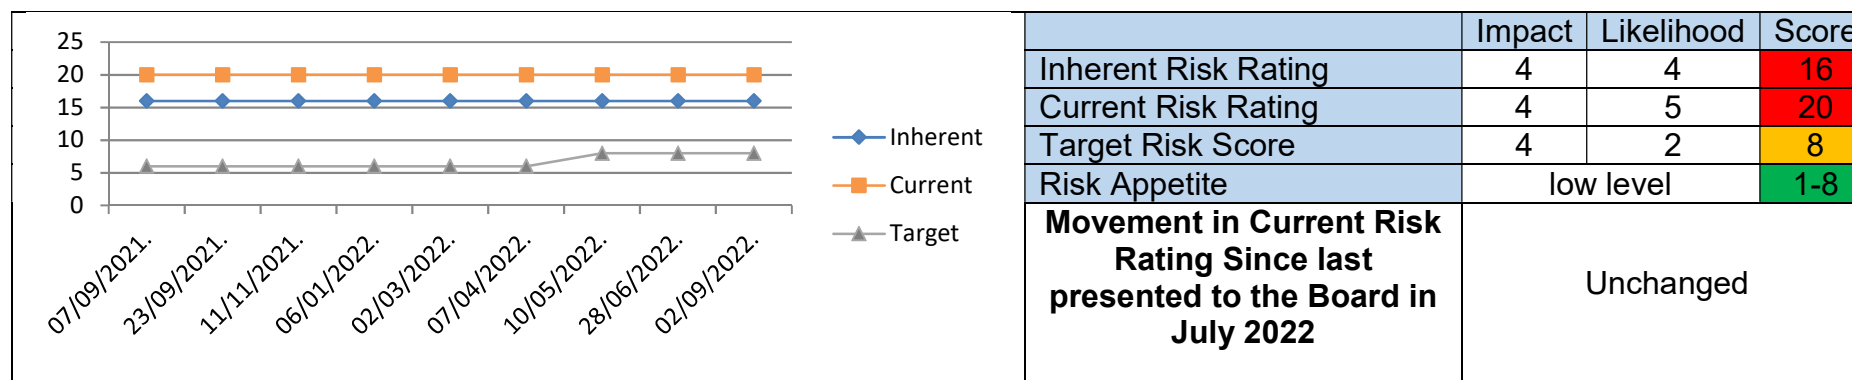 25
20
15
10
5
0
07/09/2021.
23/09/2021.
11/11/2021.
06/01/2022.
02/03/2022.
07/04/2022.
10/05/2022.
28/06/2022.
02/09/2022.
Inherent
Current
Target
Impact Likelihood Score
Inherent Risk Rating 4 4 16
Current Risk Rating 4 5 20
Target Risk Score 4 2 8
Risk Appetite low level 1-8
Movement in Current Risk
Rating Since last
presented to the Board in
July 2022
Unchanged